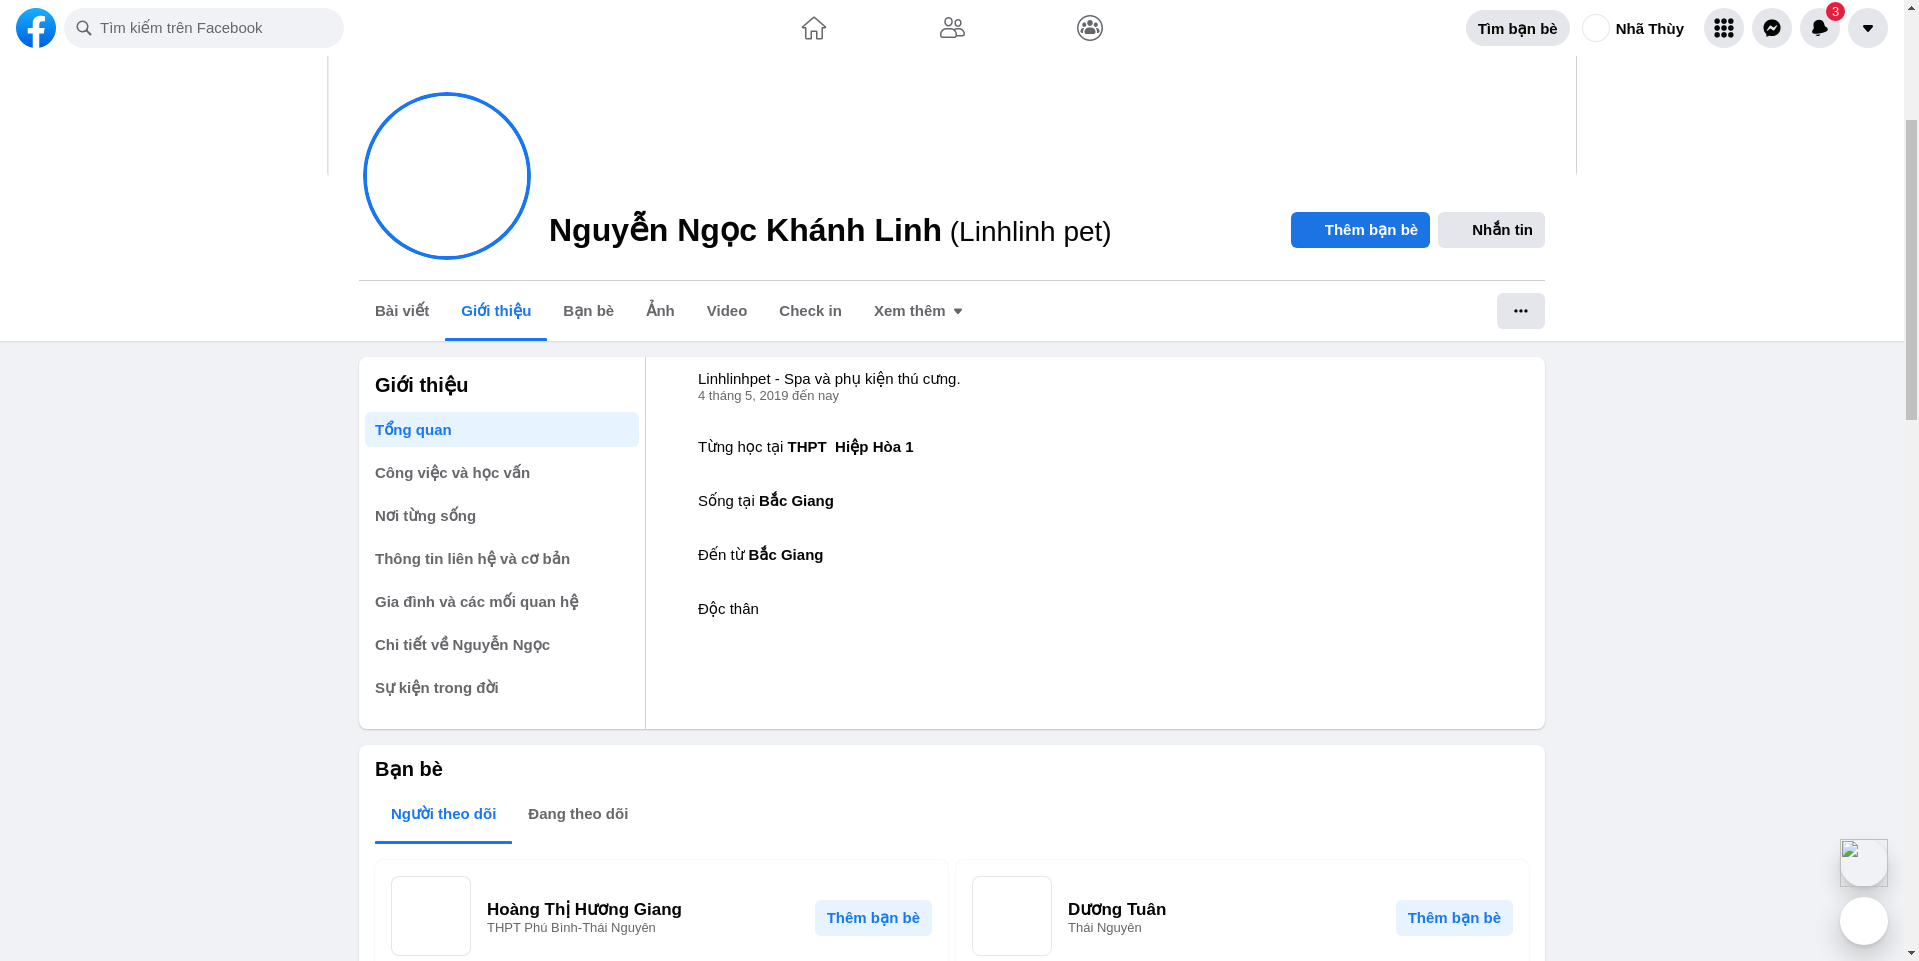 Tìm kiếm trên Facebook
Tìm bạn bè
Nhã Thùy
3
Nguyễn Ngọc Khánh Linh (Linhlinh pet)
Thêm bạn bè
Nhắn tin
Bài viết
Giới thiệu
Bạn bè
Ảnh
Video
Check in
Xem thêm
Giới thiệu
Tổng quan
Công việc và học vấn
Nơi từng sống
Thông tin liên hệ và cơ bản
Gia đình và các mối quan hệ
Chi tiết về Nguyễn Ngọc
Sự kiện trong đời
Linhlinhpet - Spa và phụ kiện thú cưng.
4 tháng 5, 2019 đến nay
Từng học tại THPT  Hiệp Hòa 1
Sống tại Bắc Giang
Đến từ Bắc Giang
Độc thân
Bạn bè
Người theo dõi
Đang theo dõi
Hoàng Thị Hương Giang
THPT Phú Bình-Thái Nguyên
Thêm bạn bè
Dương Tuân
Thái Nguyên
Thêm bạn bè